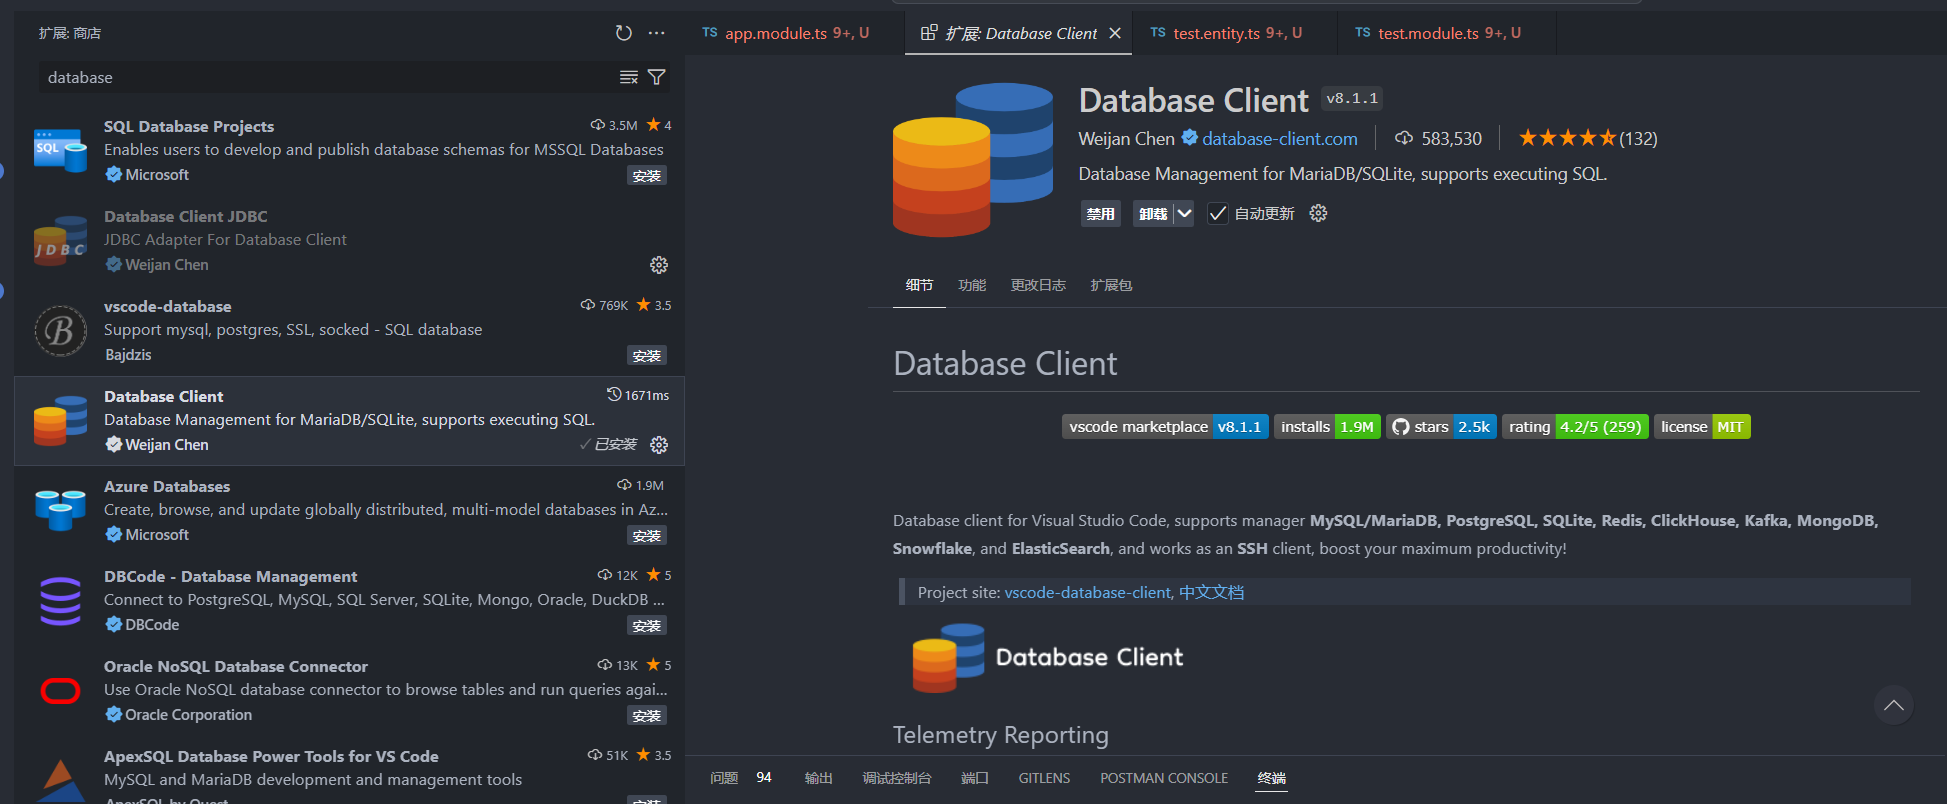 扩展: 商店
database
SQL Database Projects
3.5M ★ 4
Enables users to develop and publish database schemas for MSSQL Databases
Microsoft
安装
SQL
Database Client JDBC
JDBC Adapter For Database Client
Weijan Chen
JDBC
vscode-database
769K ★ 3.5
Support mysql, postgres, SSL, socked - SQL database
Bajdzis
安装
B
Database Client
1671ms
Database Management for MariaDB/SQLite, supports executing SQL.
Weijan Chen
✓已安装
Azure Databases
1.9M
Create, browse, and update globally distributed, multi-model databases in Az...
Microsoft
安装
DBCode - Database Management
12K ★ 5
Connect to PostgreSQL, MySQL, SQL Server, SQLite, Mongo, Oracle, DuckDB ...
DBCode
安装
Oracle NoSQL Database Connector
13K ★ 5
Use Oracle NoSQL database connector to browse tables and run queries agai...
Oracle Corporation
安装
ApexSQL Database Power Tools for VS Code
51K ★ 3.5
MySQL and MariaDB development and management tools
ApexSQL by Quest
安装
TS app.module.ts 9+, U
扩展: Database Client
TS test.entity.ts 9+, U
TS test.module.ts 9+, U
Database Client v8.1.1
Weijan Chen database-client.com 583,530 (132)
Database Management for MariaDB/SQLite, supports executing SQL.
禁用 卸载 自动更新
细节 功能 更改日志 扩展包
Database Client
vscode marketplace v8.1.1 installs 1.9M stars 2.5k rating 4.2/5 (259) license MIT
Database client for Visual Studio Code, supports manager MySQL/MariaDB, PostgreSQL, SQLite, Redis, ClickHouse, Kafka, MongoDB,
Snowflake, and ElasticSearch, and works as an SSH client, boost your maximum productivity!
Project site: vscode-database-client, 中文文档
Database Client
Telemetry Reporting
问题 94 输出 调试控制台 端口 GITLENS POSTMAN CONSOLE 终端